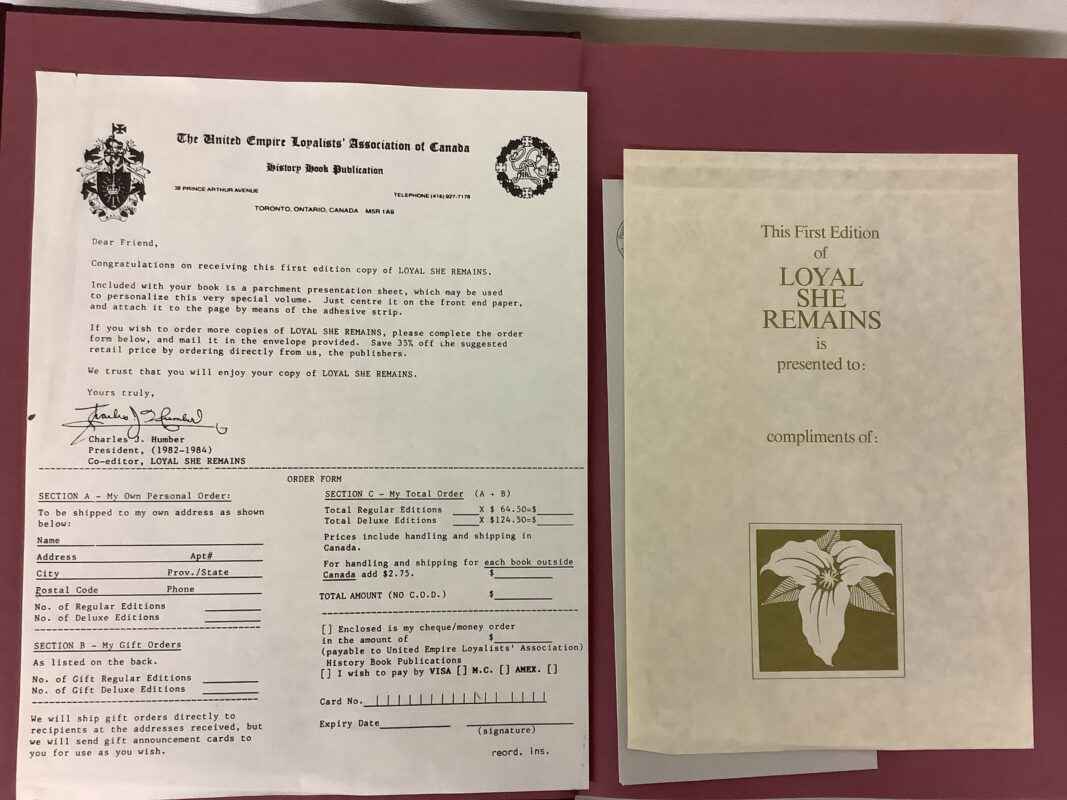 The United Empire Loyalists' Association of Canada
History Book Publication
38 PRINCE ARTHUR AVENUE
TELEPHONE (416) 927-7178
TORONTO, ONTARIO, CANADA M5R 1A9
Dear Friend,
Congratulations on receiving this first edition copy of LOYAL SHE REMAINS.
Included with your book is a parchment presentation sheet, which may be used
to personalize this very special volume. Just centre it on the front end paper,
and attach it to the page by means of the adhesive strip.
If you wish to order more copies of LOYAL SHE REMAINS, please complete the order
form below, and mail it in the envelope provided. Save 35% off the suggested
retail price by ordering directly from us, the publishers.
We trust that you will enjoy your copy of LOYAL SHE REMAINS.
Yours truly,
Charles J. Humber
Charles J. Humber
President, (1982-1984)
Co-editor, LOYAL SHE REMAINS
ORDER FORM
SECTION A - My Own Personal Order:
To be shipped to my own address as shown
below:
Name
Address Apt#
City Prov./State
Postal Code Phone
No. of Regular Editions
No. of Deluxe Editions
SECTION B - My Gift Orders
As listed on the back.
No. of Gift Regular Editions
No. of Gift Deluxe Editions
We will ship gift orders directly to
recipients at the addresses received, but
we will send gift announcement cards to
you for use as you wish.
SECTION C - My Total Order (A + B)
Total Regular Editions X $ 64.50=$
Total Deluxe Editions X $124.50=$
Prices include handling and shipping in
Canada.
For handling and shipping for each book outside
Canada add $2.75. $
TOTAL AMOUNT (NO C.O.D.) $
[ ] Enclosed is my cheque/money order
in the amount of $
(payable to United Empire Loyalists' Association)
History Book Publications
[ ] I wish to pay by VISA [ ] M.C. [ ] AMEX. [ ]
Card No.
Expiry Date
(signature)
reord. ins.
This First Edition
of
LOYAL
SHE
REMAINS
is
presented to:
compliments of: